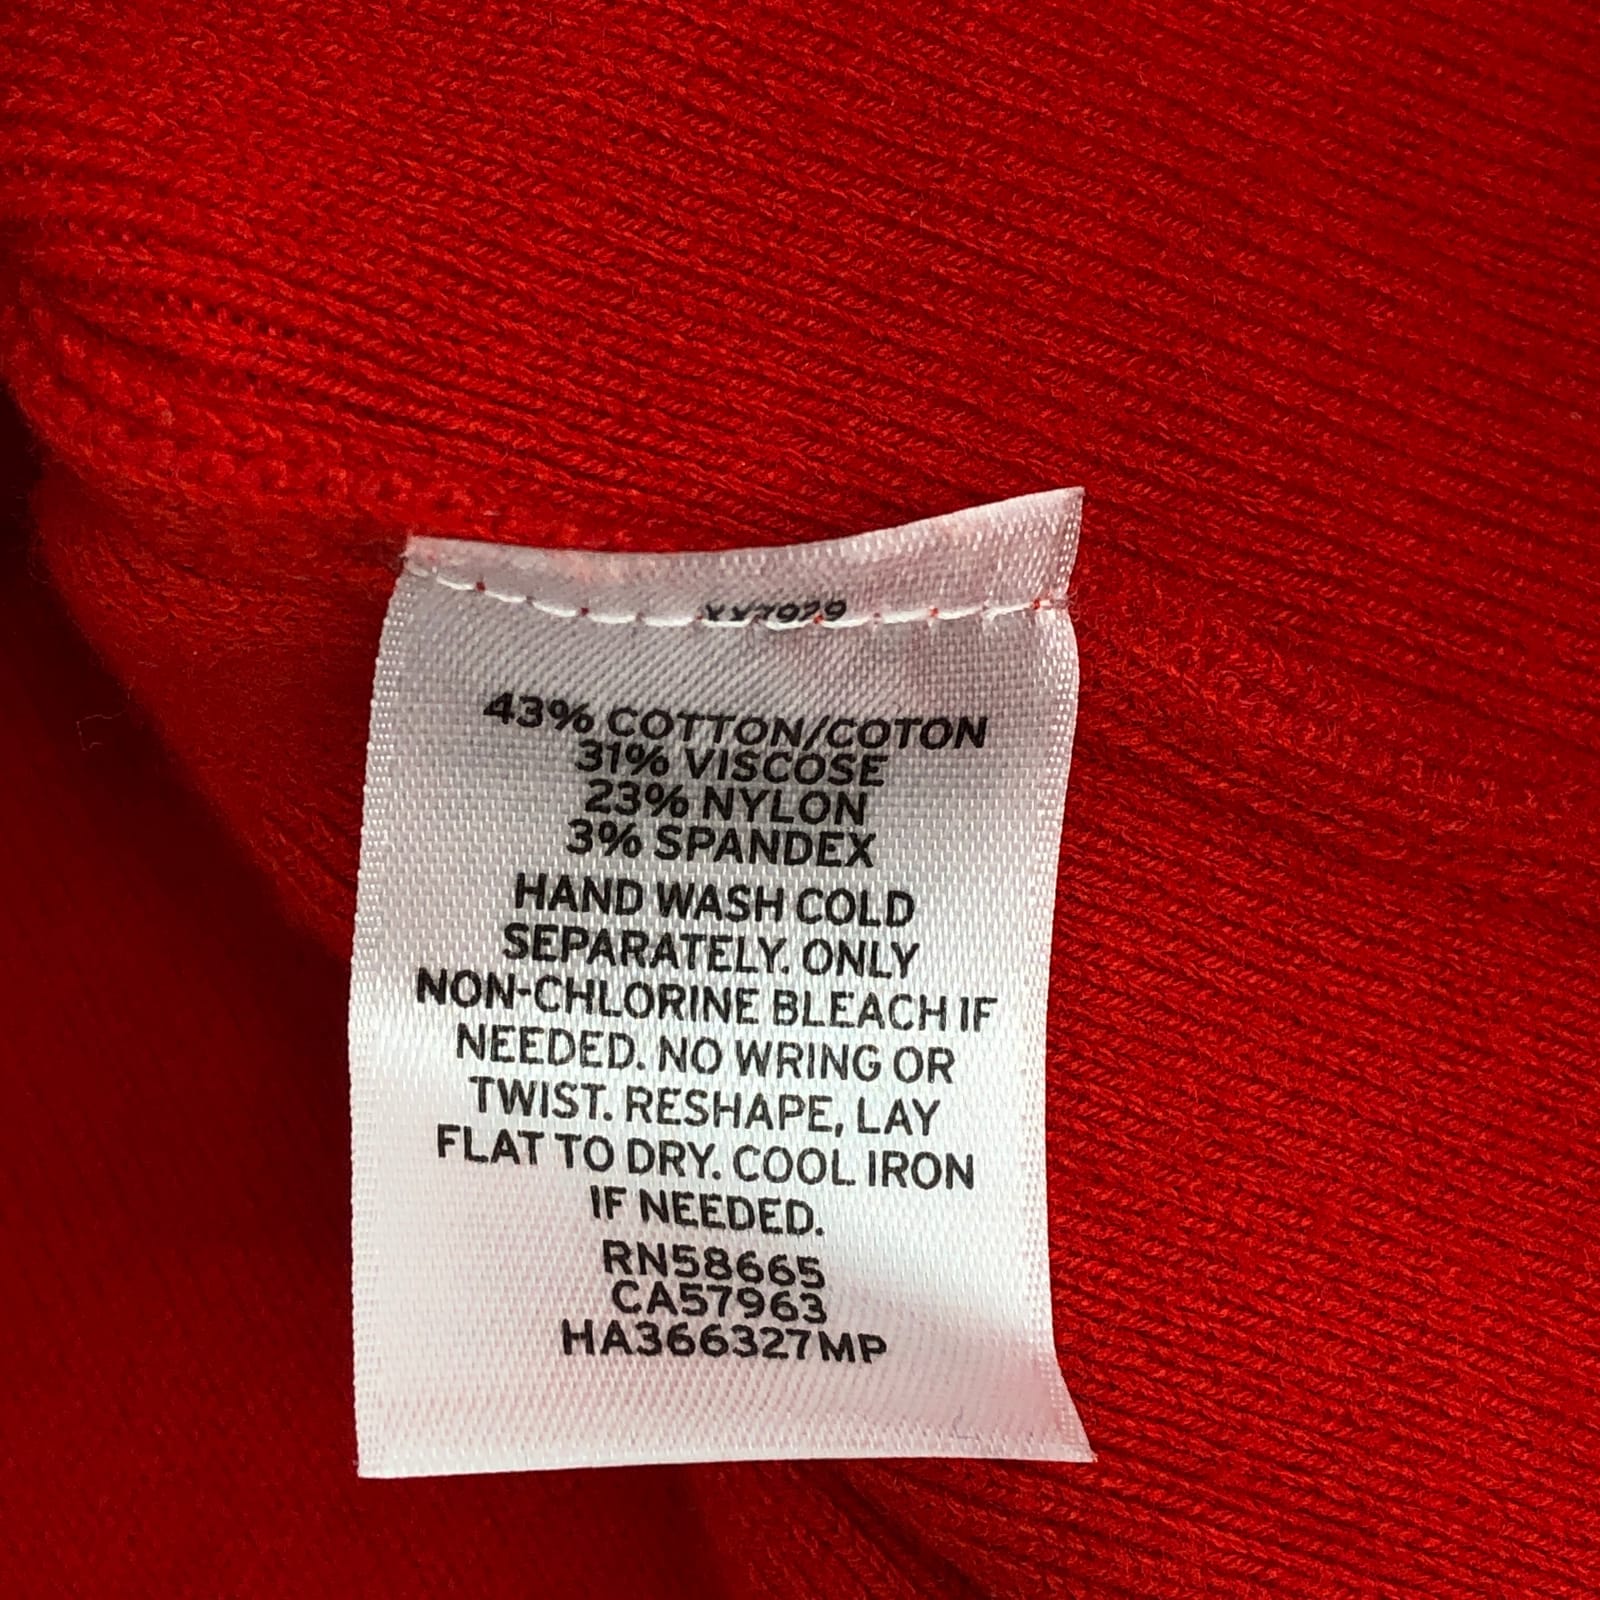 43% COTTON/COTON
31% VISCOSE
23% NYLON
3% SPANDEX
HAND WASH COLD
SEPARATELY. ONLY
NON-CHLORINE BLEACH IF
NEEDED. NO WRING OR
TWIST. RESHAPE, LAY
FLAT TO DRY. COOL IRON
IF NEEDED.
RN58665
CA57963
HA366327MP